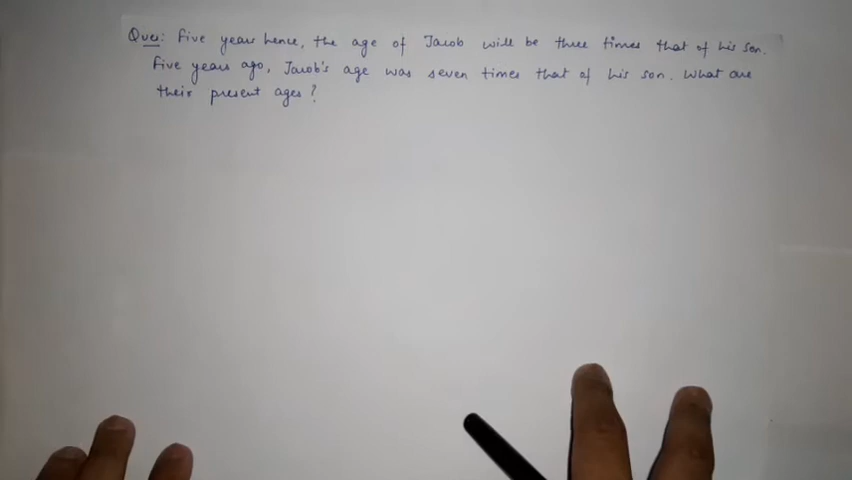 Ques: Five years hence, the age of Jacob will be three times that of his son.
Five years ago, Jacob's age was seven times that of his son. What are
their present ages?